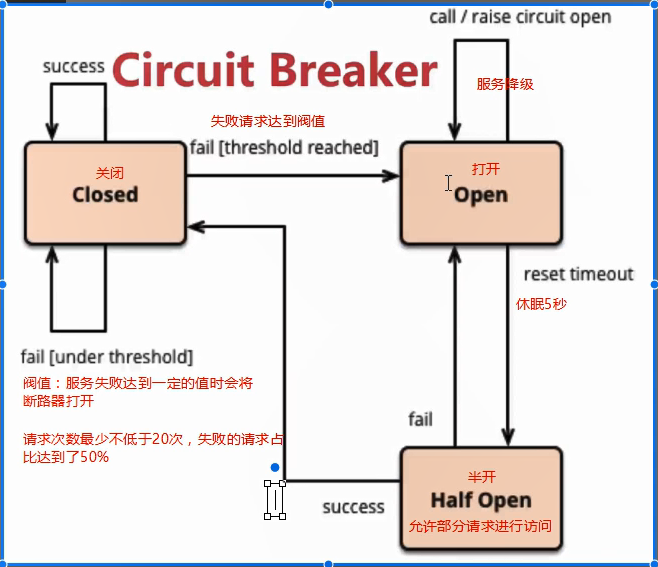 call / raise circuit open
success
Circuit Breaker
服务降级
失败请求达到阀值
fail [threshold reached]
关闭
Closed
打开
Open
reset timeout
休眠5秒
fail [under threshold]
阀值：服务失败达到一定的值时会将
断路器打开
请求次数最少不低于20次，失败的请求占
比达到了50%
fail
success
半开
Half Open
允许部分请求进行访问